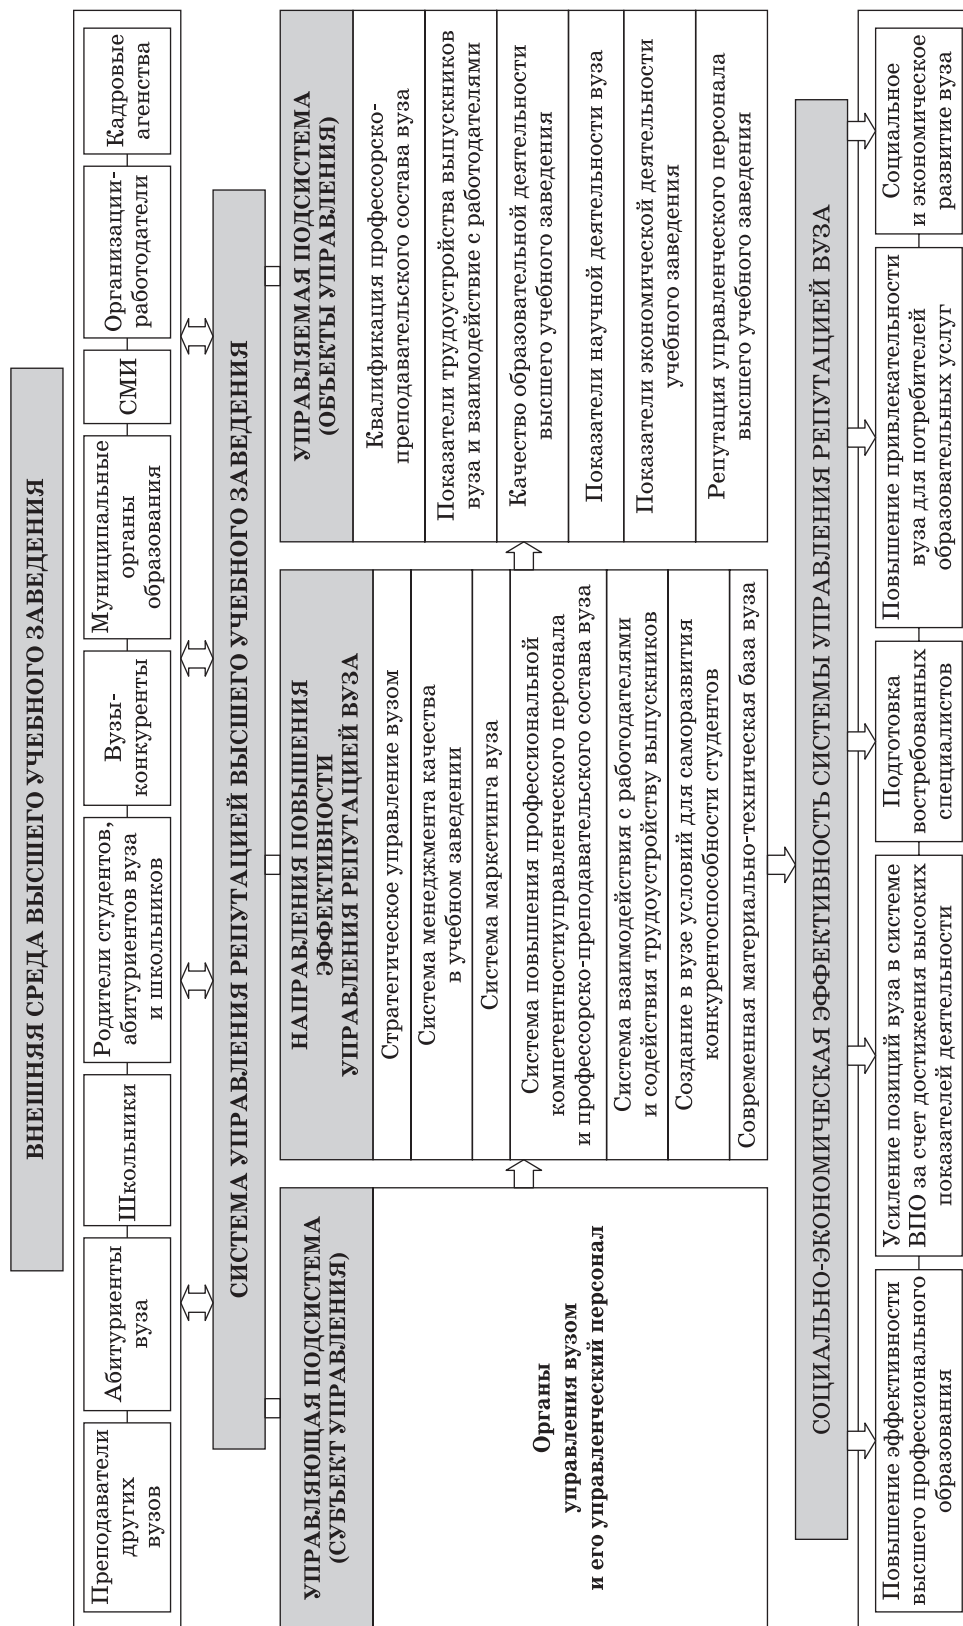 ВНЕШНЯЯ СРЕДА ВЫСШЕГО УЧЕБНОГО ЗАВЕДЕНИЯ
Преподаватели
других
вузов
Абитуриенты
вуза
Школьники
Родители студентов,
абитуриентов вуза
и школьников
Вузы-
конкуренты
Муниципальные
органы
образования
СМИ
Организации-
работодатели
Кадровые
агенства
СИСТЕМА УПРАВЛЕНИЯ РЕПУТАЦИЕЙ ВЫСШЕГО УЧЕБНОГО ЗАВЕДЕНИЯ
УПРАВЛЯЮЩАЯ ПОДСИСТЕМА
(СУБЪЕКТ УПРАВЛЕНИЯ)
Органы
управления вузом
и его управленческий персонал
НАПРАВЛЕНИЯ ПОВЫШЕНИЯ
ЭФФЕКТИВНОСТИ
УПРАВЛЕНИЯ РЕПУТАЦИЕЙ ВУЗА
Стратегическое управление вузом
Система менеджмента качества
в учебном заведении
Система маркетинга вуза
Система повышения профессиональной
компетентностиуправленческого персонала
и профессорско-преподавательского состава вуза
Система взаимодействия с работодателями
и содействия трудоустройству выпускников
Создание в вузе условий для саморазвития
конкурентоспособности студентов
Современная материально-техническая база вуза
УПРАВЛЯЕМАЯ ПОДСИСТЕМА
(ОБЪЕКТЫ УПРАВЛЕНИЯ)
Квалификация профессорско-
преподавательского состава вуза
Показатели трудоустройства выпускников
вуза и взаимодействие с работодателями
Качество образовательной деятельности
высшего учебного заведения
Показатели научной деятельности вуза
Показатели экономической деятельности
учебного заведения
Репутация управленческого персонала
высшего учебного заведения
СОЦИАЛЬНО-ЭКОНОМИЧЕСКАЯ ЭФФЕКТИВНОСТЬ СИСТЕМЫ УПРАВЛЕНИЯ РЕПУТАЦИЕЙ ВУЗА
Повышение эффективности
высшего профессионального
образования
Усиление позиций вуза в системе
ВПО за счет достижения высоких
показателей деятельности
Подготовка
востребованных
специалистов
Повышение привлекательности
вуза для потребителей
образовательных услуг
Социальное
и экономическое
развитие вуза